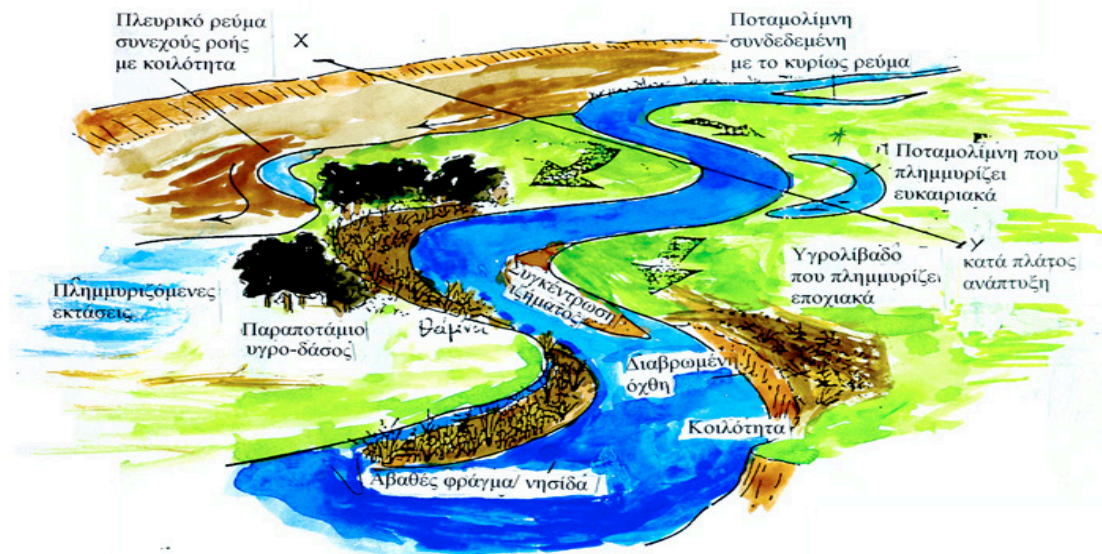 Πλευρικό ρεύμα
συνεχούς ροής
με κοιλότητα
X
Ποταμολίμνη
συνδεδεμένη
με το κυρίως ρεύμα
Ποταμολίμνη που
πλημμυρίζει
ευκαιριακά
Y
κατά πλάτος
ανάπτυξη
Υγρολίβαδο
που πλημμυρίζει
εποχιακά
Πλημμυριζόμενες
εκτάσεις
Παραποτάμιο
υγρο-δάσος
θάμνοι
Συγκέντρωση
ιζήματος
Διαβρωμένη
όχθη
Κοιλότητα
Αβαθές φράγμα/ νησίδα